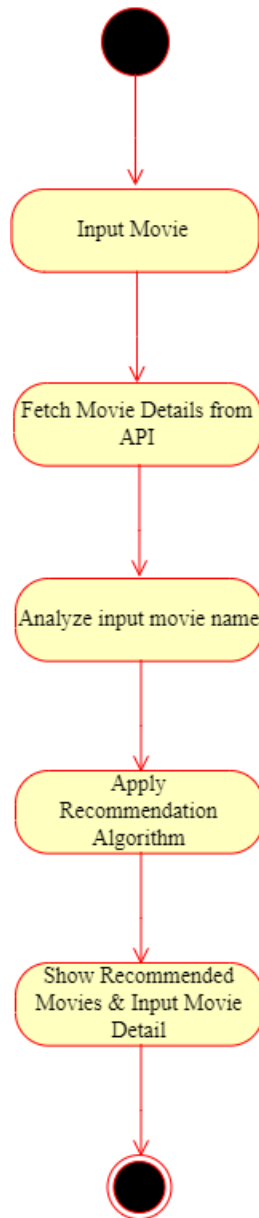 Input Movie
Fetch Movie Details from
API
Analyze input movie name
Apply
Recommendation
Algorithm
Show Recommended
Movies & Input Movie
Detail